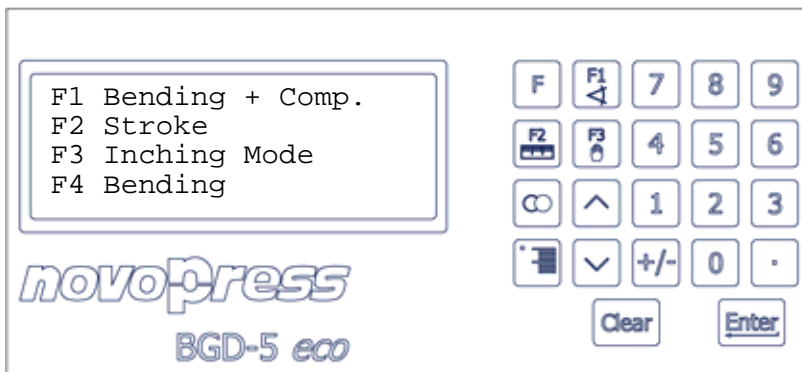 F1 Bending + Comp.
F2 Stroke
F3 Inching Mode
F4 Bending
novopress
BGD-5 eco
F F1 7 8 9
F2 F3 4 5 6
1 2 3
+/- 0 .
Clear Enter